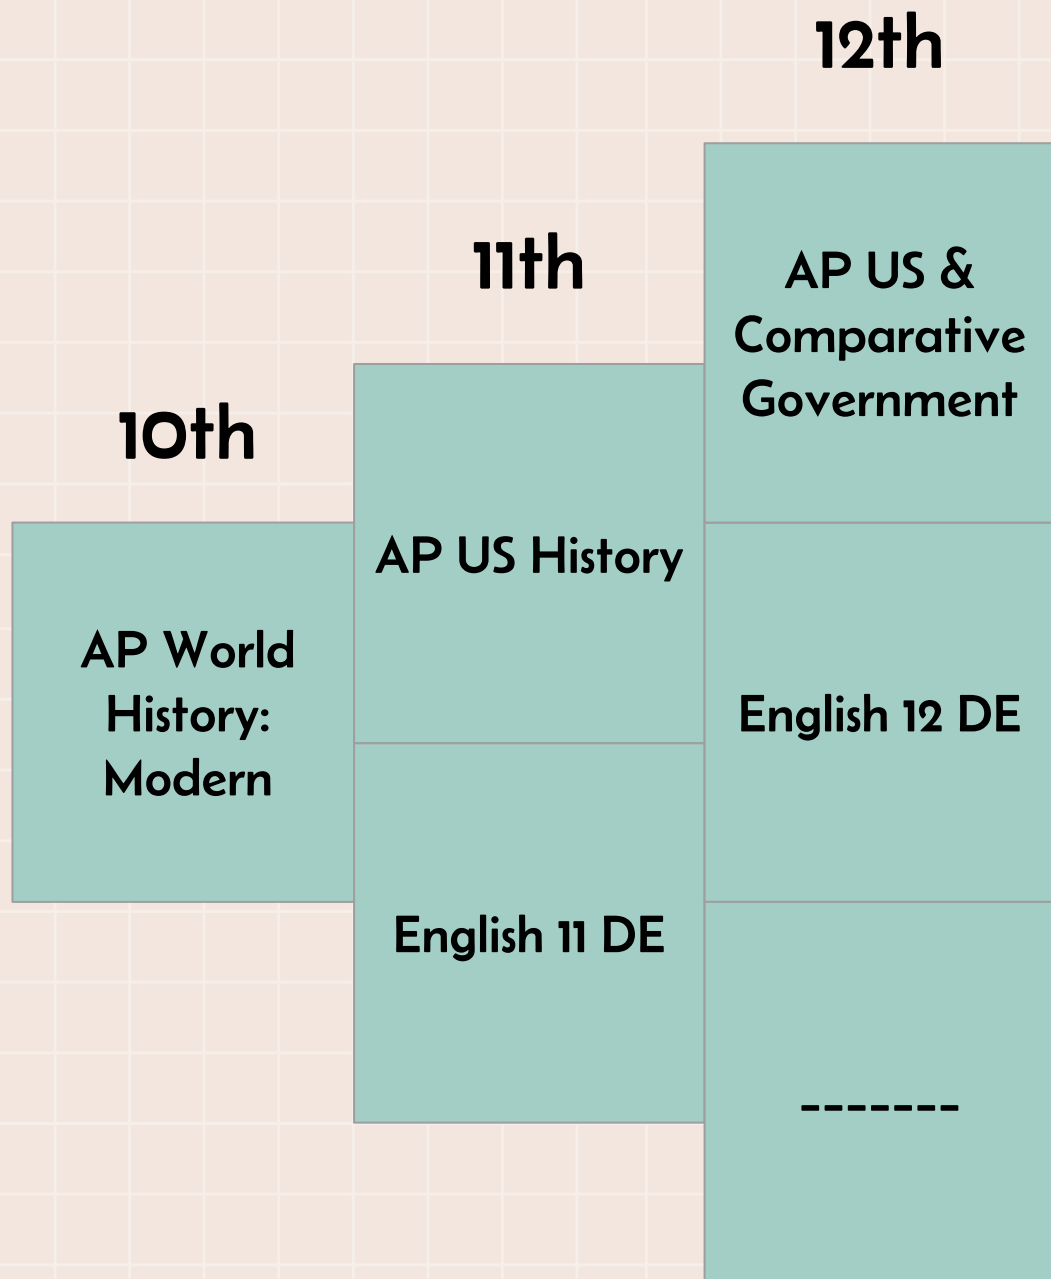 12th
11th
10th
AP US &
Comparative
Government
AP US History
AP World
History:
Modern
English 12 DE
English 11 DE
-------